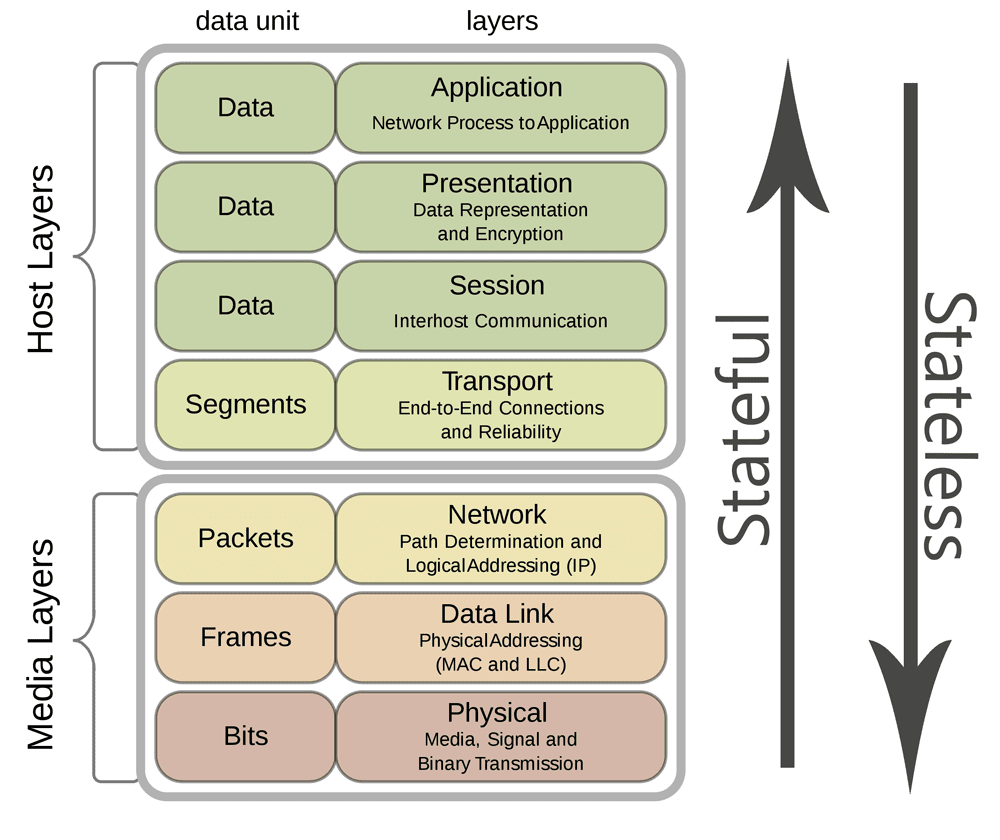 data unit
layers
Host Layers
Data
Application
Network Process to Application
Data
Presentation
Data Representation
and Encryption
Data
Session
Interhost Communication
Segments
Transport
End-to-End Connections
and Reliability
Media Layers
Packets
Network
Path Determination and
Logical Addressing (IP)
Frames
Data Link
Physical Addressing
(MAC and LLC)
Bits
Physical
Media, Signal and
Binary Transmission
Stateful
Stateless